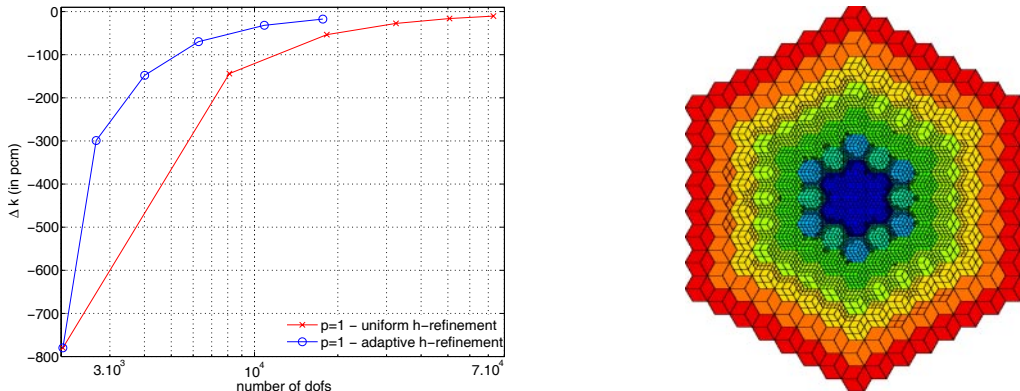 0
−100
−200
−300
−400
−500
−600
−700
−800
Δ k (in pcm)
p=1 − uniform h−refinement
p=1 − adaptive h−refinement
3.10³ 10⁴ 7.10⁴
number of dofs